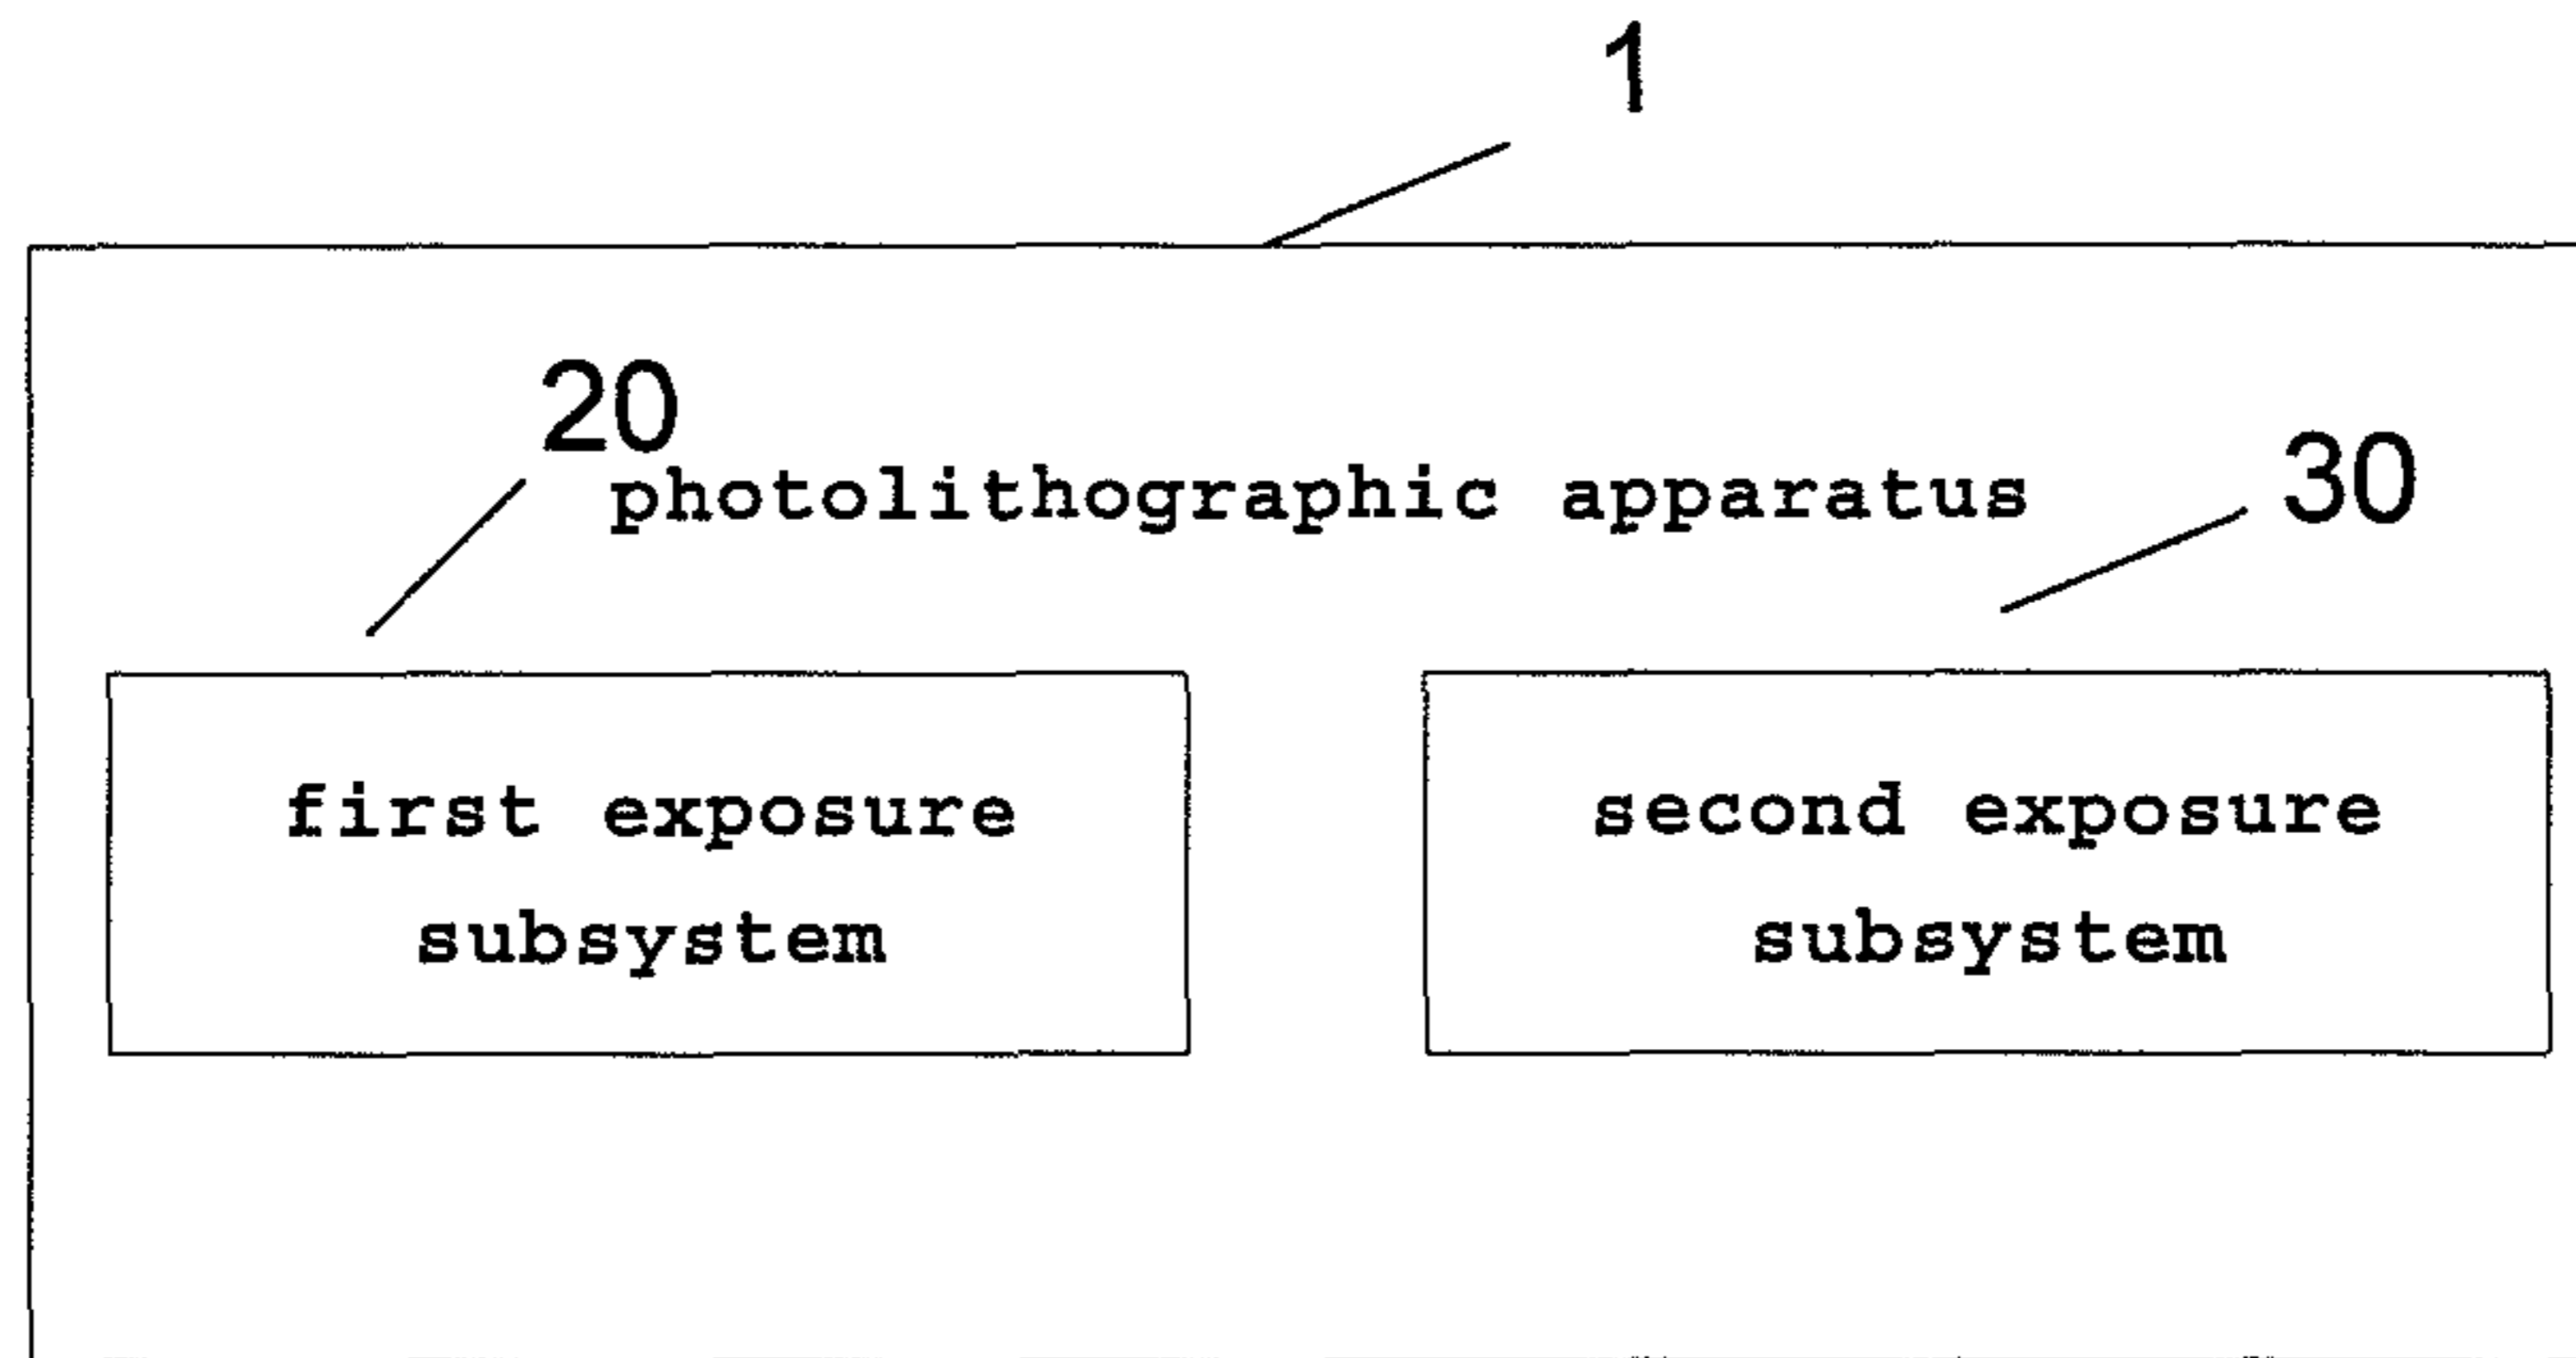 1
20
photolithographic apparatus
30
first exposure
subsystem
second exposure
subsystem